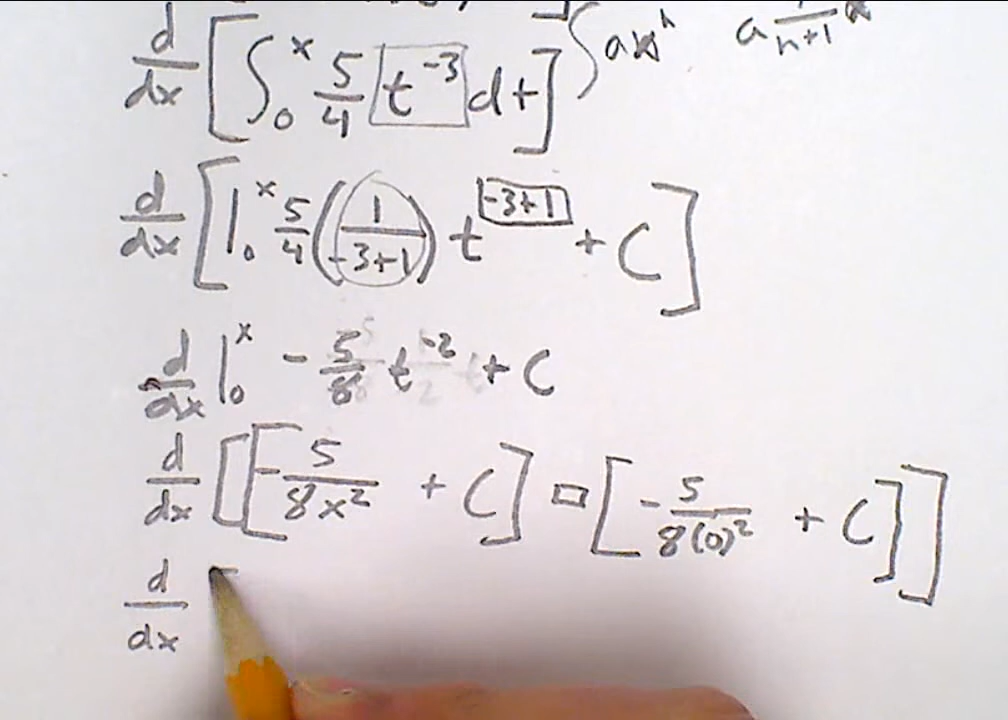 ∫ax^n a 1/n+1 x
d/dx [∫₀ˣ 5/4 t⁻³ dt]
d/dx [|₀ˣ 5/4 (1/-3+1) t^-3+1 + C]
d/dx |₀ˣ - 5/8 t⁻² + C
d/dx [[-5/8x² + C] - [-5/8(0)² + C]]
d/dx [